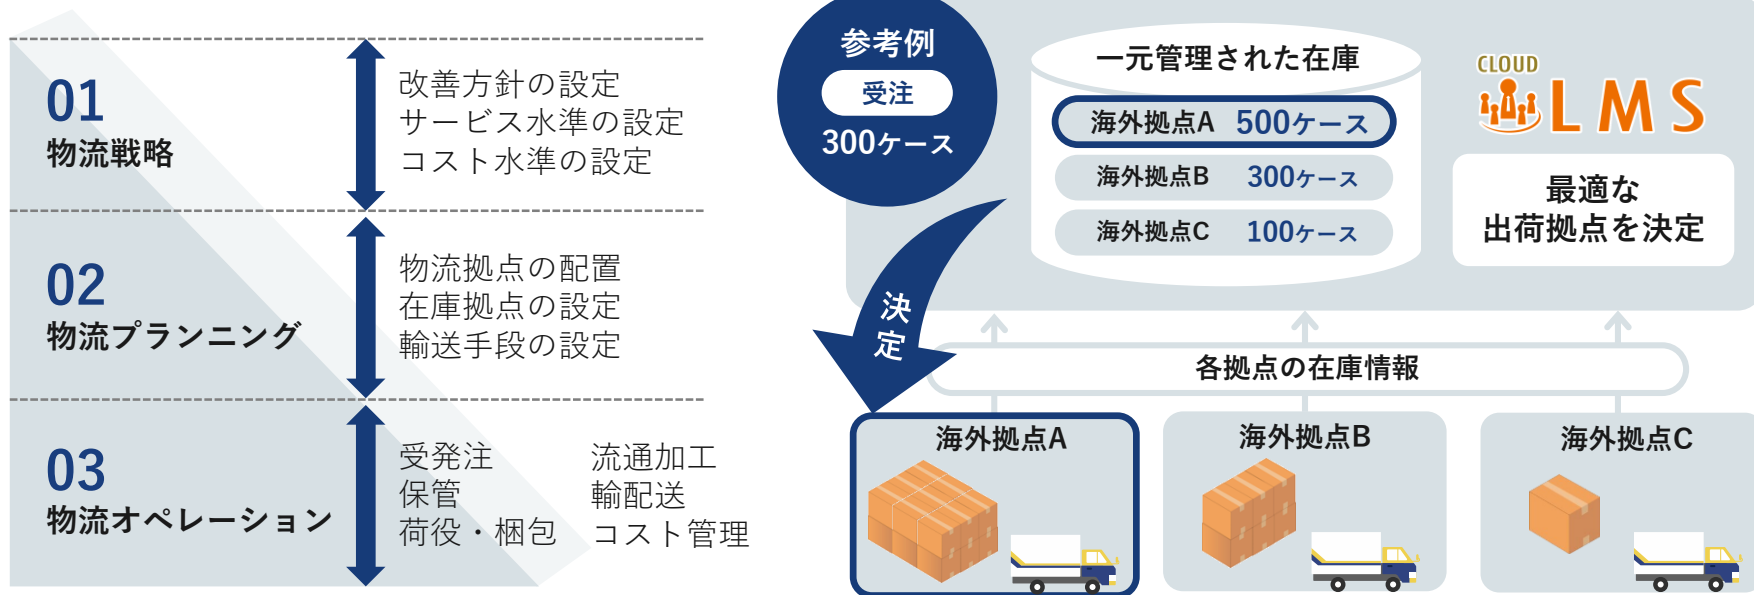 01
物流戦略
改善方針の設定
サービス水準の設定
コスト水準の設定
02
物流プランニング
物流拠点の配置
在庫拠点の設定
輸送手段の設定
03
物流オペレーション
受発注
保管
荷役・梱包
流通加工
輸配送
コスト管理
参考例
受注
300ケース
一元管理された在庫
海外拠点A 500ケース
海外拠点B 300ケース
海外拠点C 100ケース
CLOUD
LMS
最適な
出荷拠点を決定
決定
各拠点の在庫情報
海外拠点A
海外拠点B
海外拠点C